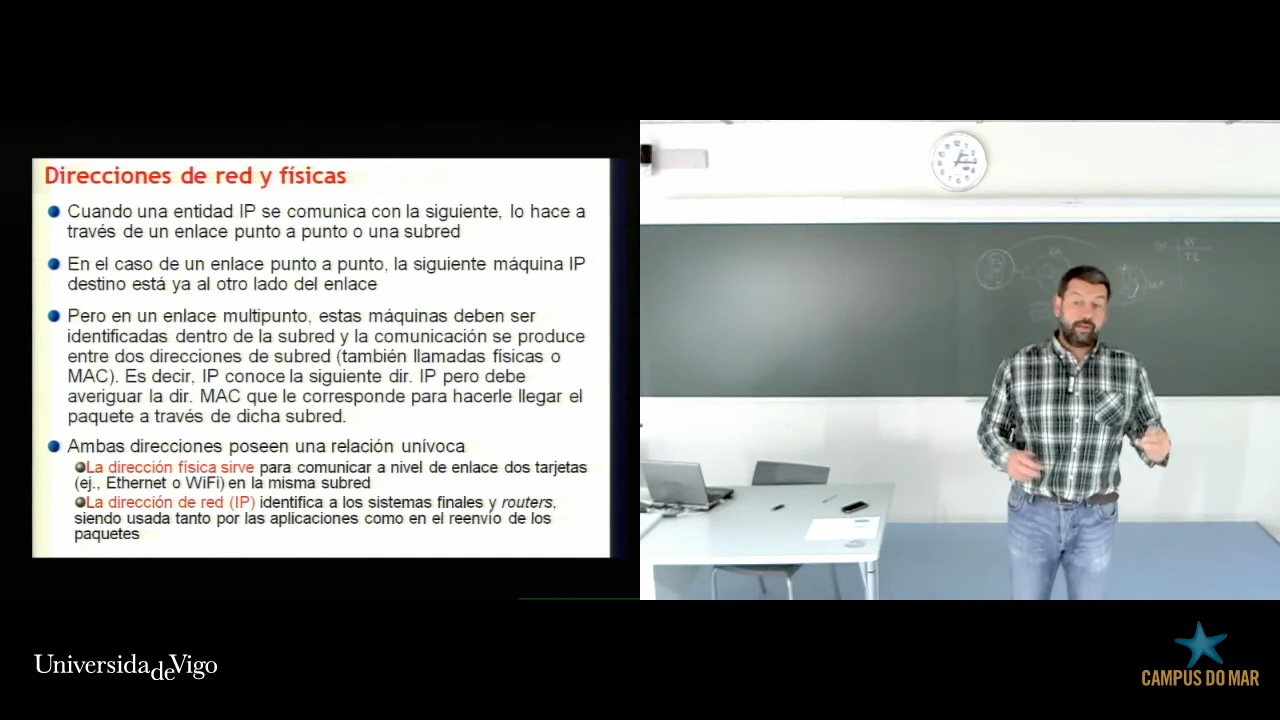 Direcciones de red y físicas
Cuando una entidad IP se comunica con la siguiente, lo hace a
través de un enlace punto a punto o una subred
En el caso de un enlace punto a punto, la siguiente máquina IP
destino está ya al otro lado del enlace
Pero en un enlace multipunto, estas máquinas deben ser
identificadas dentro de la subred y la comunicación se produce
entre dos direcciones de subred (también llamadas físicas o
MAC). Es decir, IP conoce la siguiente dir. IP pero debe
averiguar la dir. MAC que le corresponde para hacerle llegar el
paquete a través de dicha subred.
Ambas direcciones poseen una relación unívoca
La dirección física sirve para comunicar a nivel de enlace dos tarjetas
(ej., Ethernet o WiFi) en la misma subred
La dirección de red (IP) identifica a los sistemas finales y routers,
siendo usada tanto por las aplicaciones como en el reenvío de los
paquetes
UniversidadeVigo
CAMPUS DO MAR